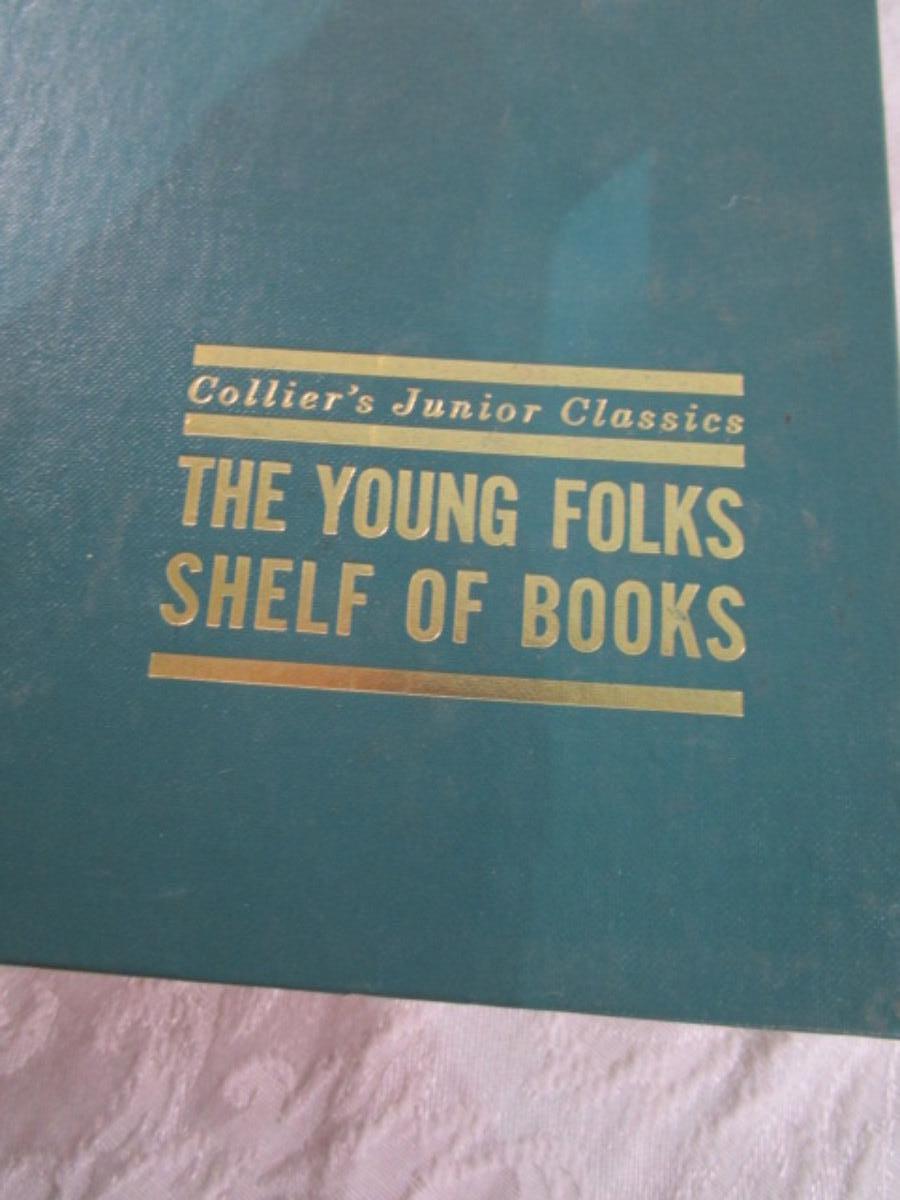 Collier's Junior Classics
THE YOUNG FOLKS
SHELF OF BOOKS